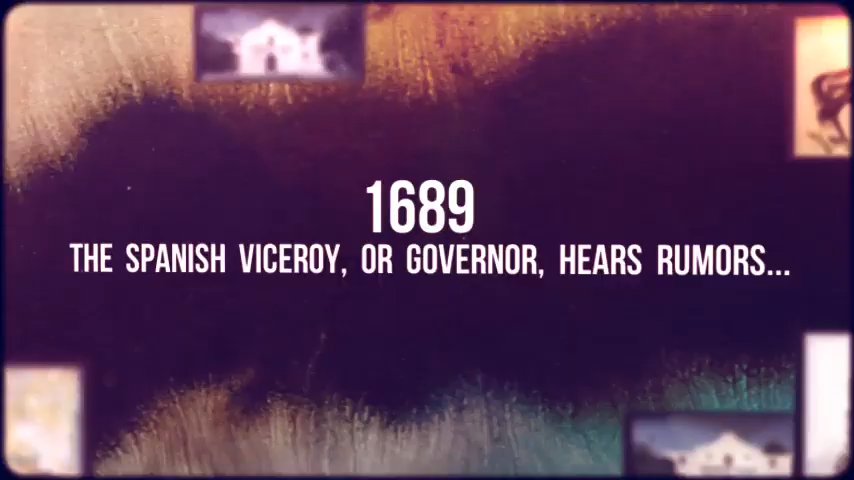 1689
THE SPANISH VICEROY, OR GOVERNOR, HEARS RUMORS...